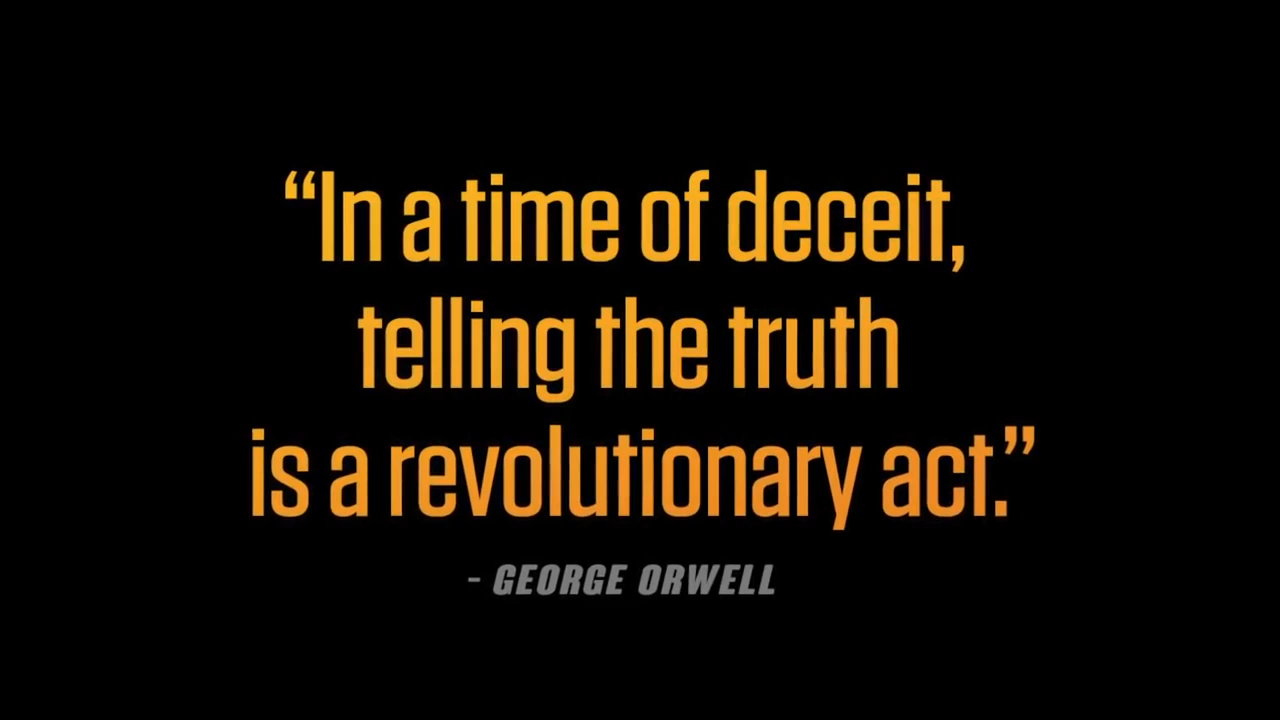 “In a time of deceit,
telling the truth
is a revolutionary act.”
- GEORGE ORWELL